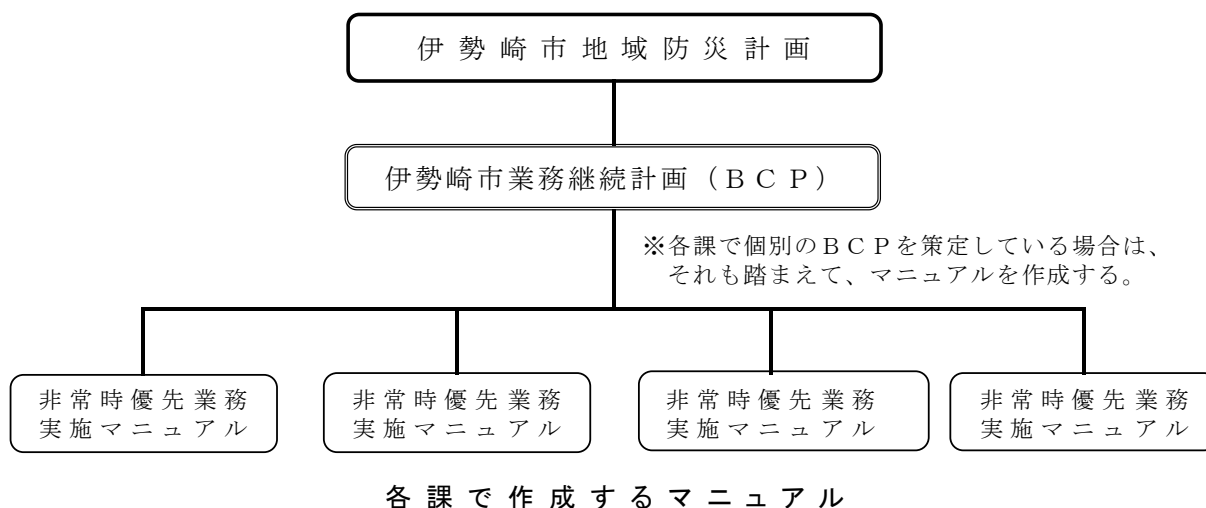 伊勢崎市地域防災計画
伊勢崎市業務継続計画（ＢＣＰ）
※各課で個別のＢＣＰを策定している場合は、
それも踏まえて、マニュアルを作成する。
非常時優先業務
実施マニュアル
非常時優先業務
実施マニュアル
非常時優先業務
実施マニュアル
非常時優先業務
実施マニュアル
各課で作成するマニュアル